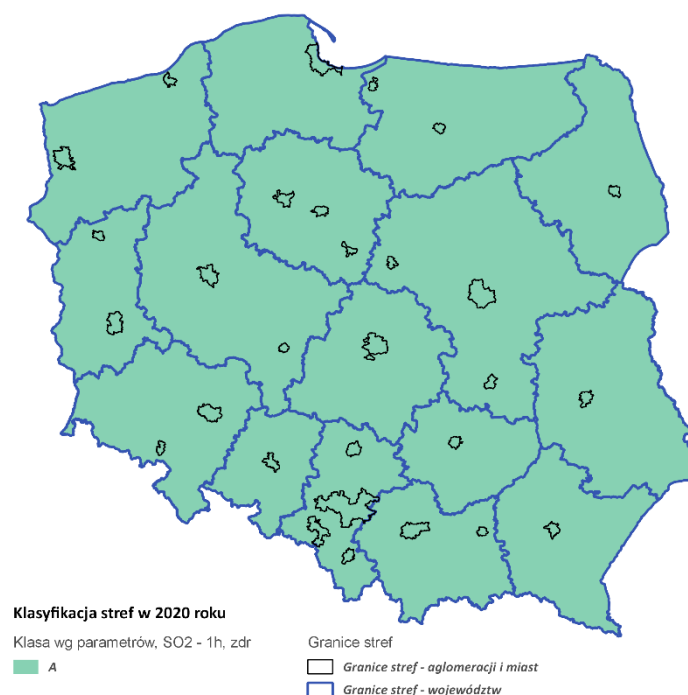 Klasyfikacja stref w 2020 roku
Klasa wg parametrów, SO2 - 1h, zdr
A
Granice stref
Granice stref - aglomeracji i miast
Granice stref - województw